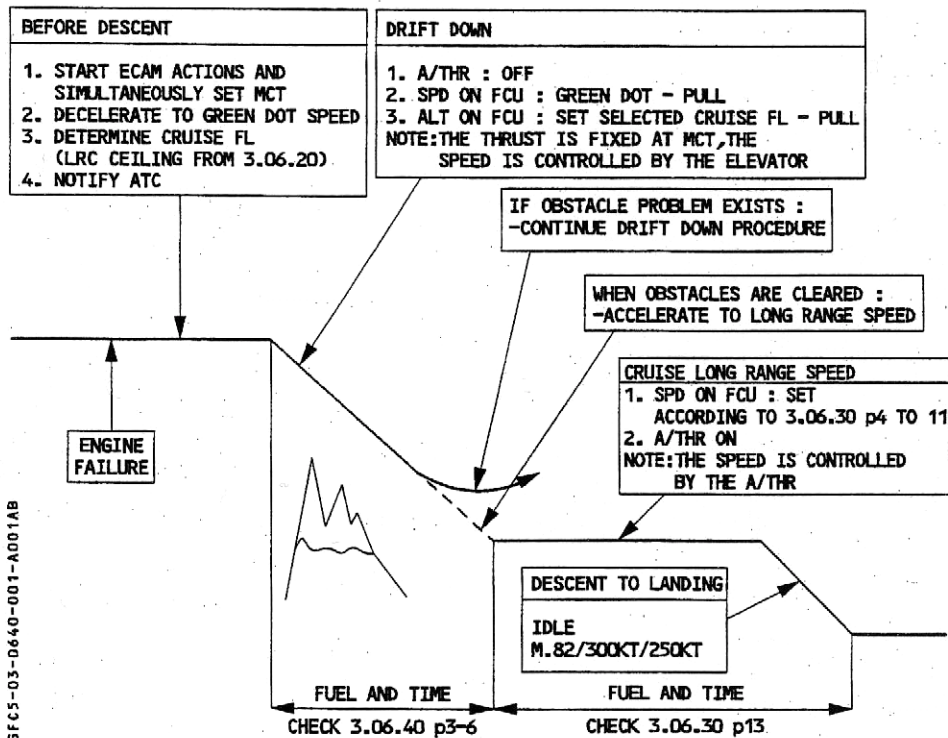 BEFORE DESCENT
1. START ECAM ACTIONS AND
SIMULTANEOUSLY SET MCT
2. DECELERATE TO GREEN DOT SPEED
3. DETERMINE CRUISE FL
(LRC CEILING FROM 3.06.20)
4. NOTIFY ATC
DRIFT DOWN
1. A/THR : OFF
2. SPD ON FCU : GREEN DOT - PULL
3. ALT ON FCU : SET SELECTED CRUISE FL - PULL
NOTE:THE THRUST IS FIXED AT MCT,THE
SPEED IS CONTROLLED BY THE ELEVATOR
IF OBSTACLE PROBLEM EXISTS :
-CONTINUE DRIFT DOWN PROCEDURE
WHEN OBSTACLES ARE CLEARED :
-ACCELERATE TO LONG RANGE SPEED
CRUISE LONG RANGE SPEED
1. SPD ON FCU : SET
ACCORDING TO 3.06.30 p4 TO 11
2. A/THR ON
NOTE:THE SPEED IS CONTROLLED
BY THE A/THR
ENGINE
FAILURE
DESCENT TO LANDING
IDLE
M.82/300KT/250KT
FUEL AND TIME
CHECK 3.06.40 p3-6
FUEL AND TIME
CHECK 3.06.30 p13
SFC5-03-0640-001-A001AB